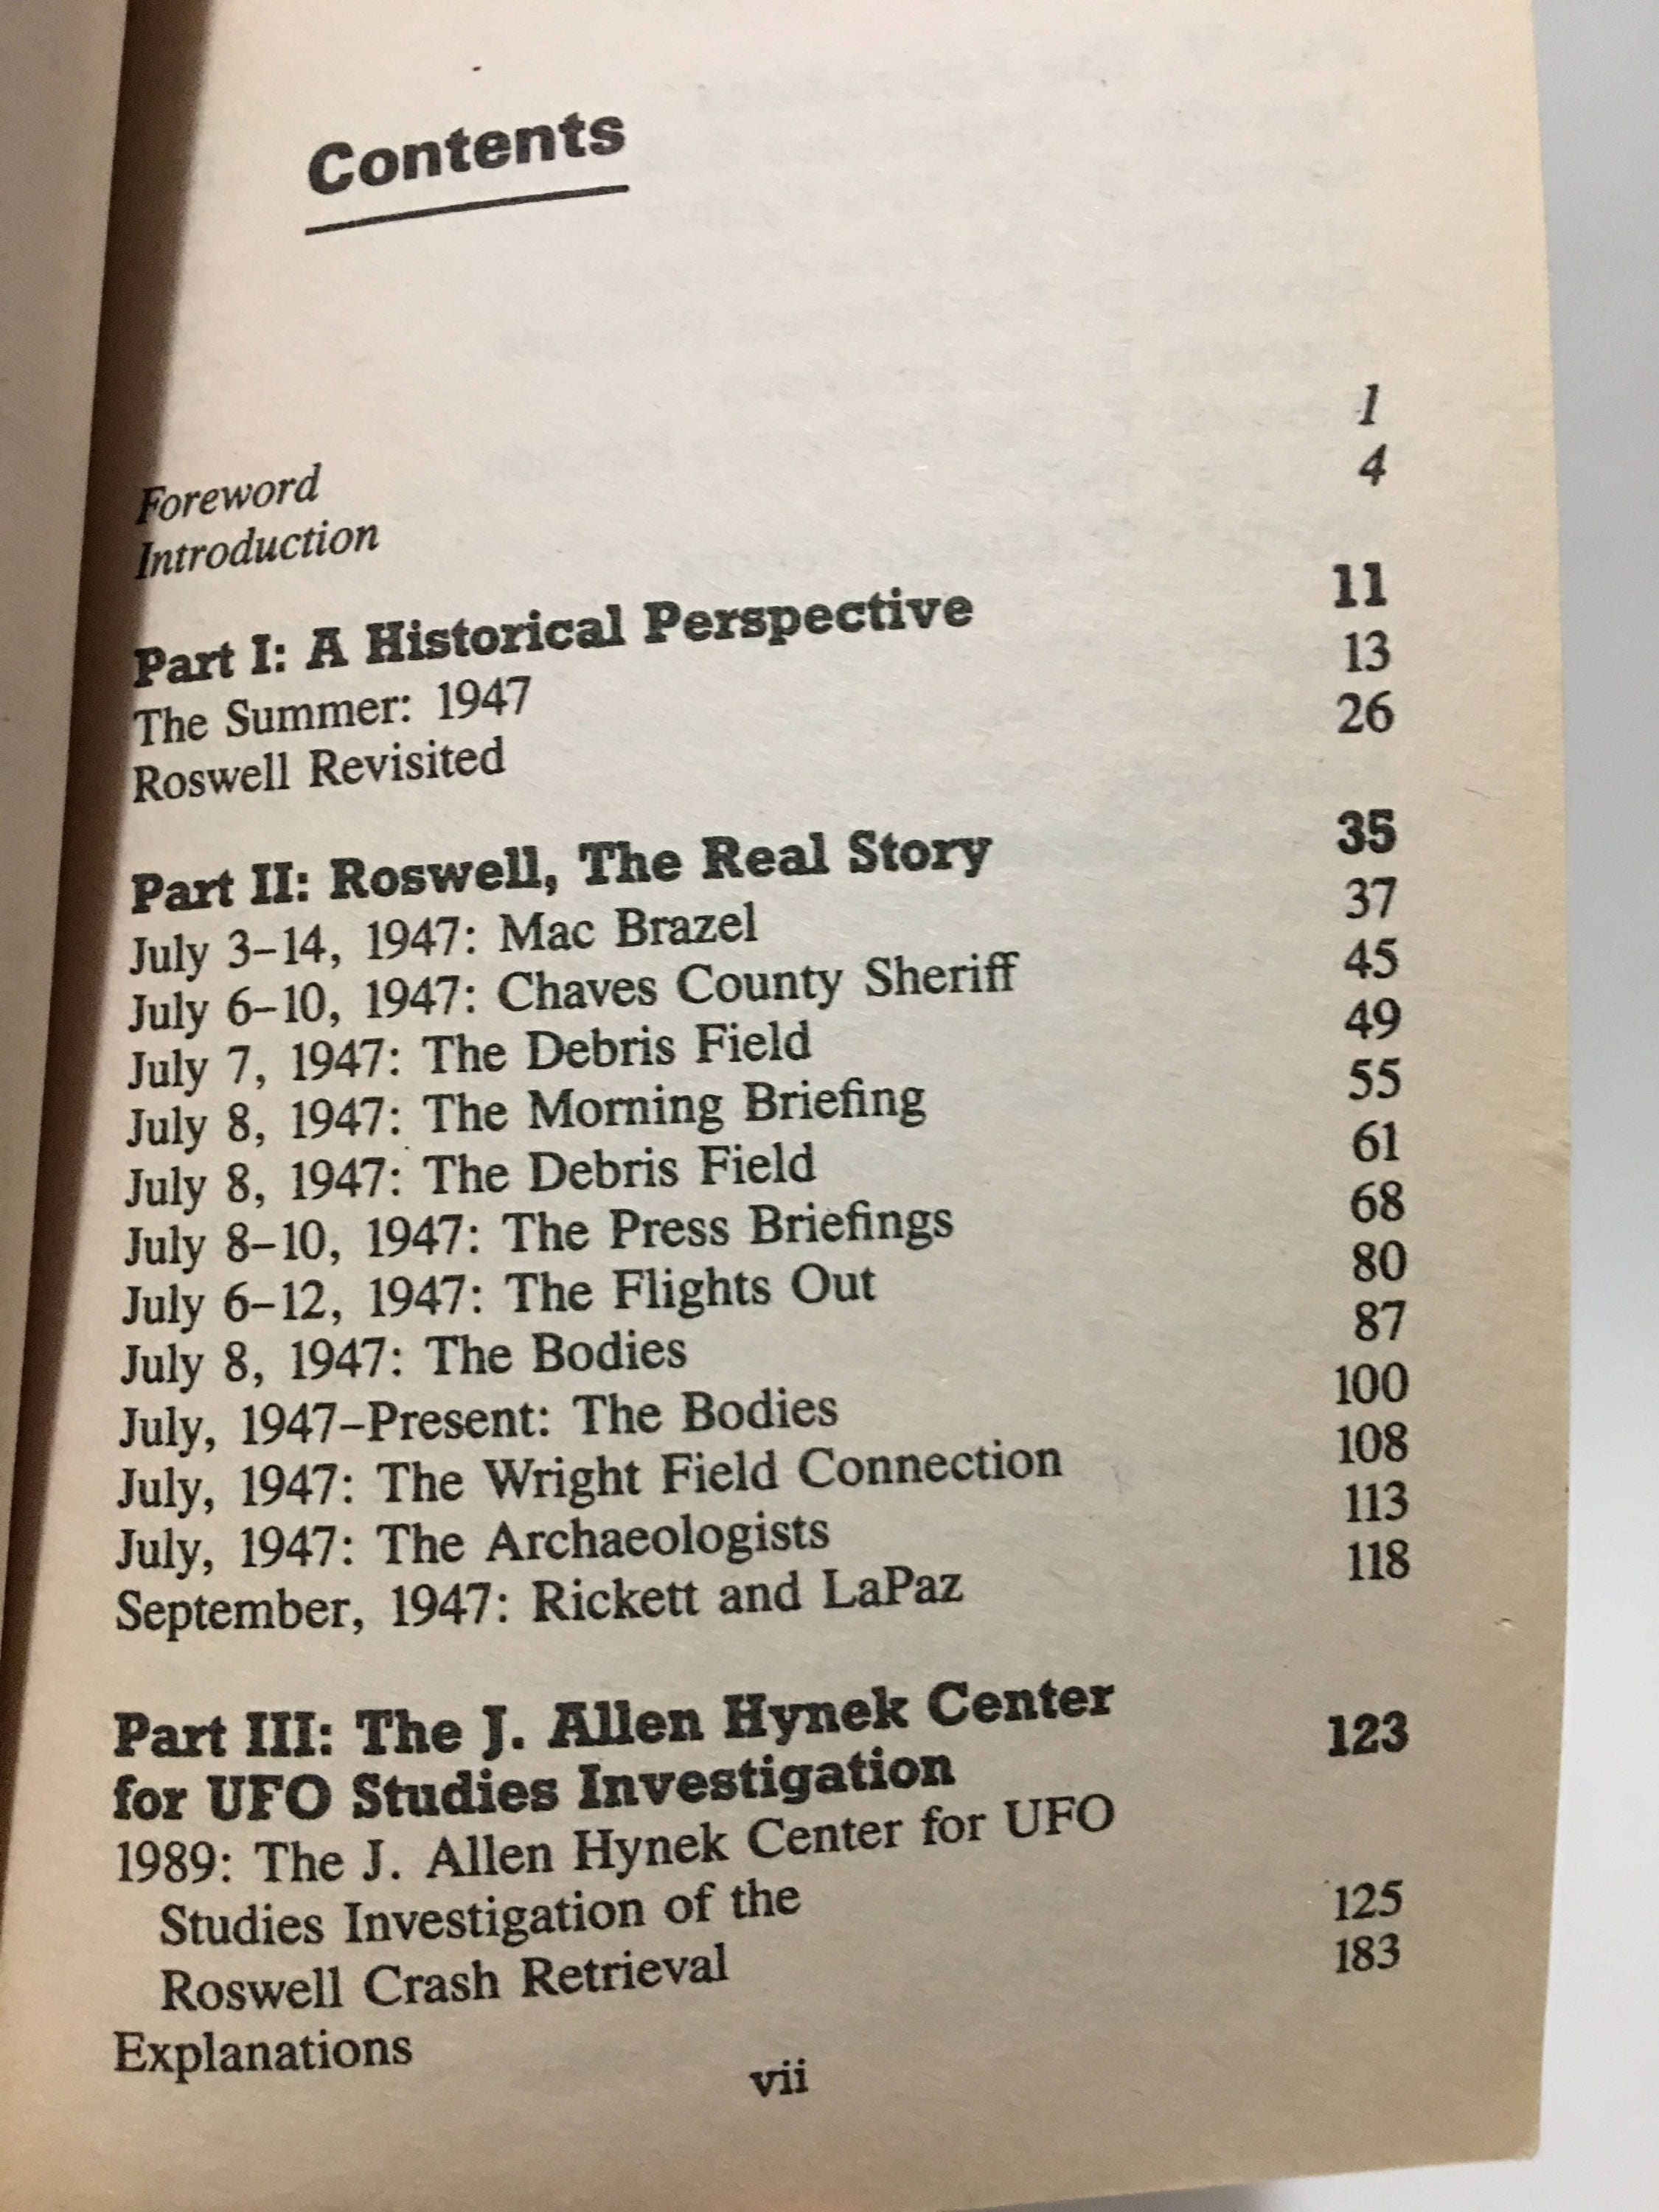 Contents
Foreword 1
Introduction 4
Part I: A Historical Perspective 11
The Summer: 1947 13
Roswell Revisited 26
Part II: Roswell, The Real Story 35
July 3–14, 1947: Mac Brazel 37
July 6–10, 1947: Chaves County Sheriff 45
July 7, 1947: The Debris Field 49
July 8, 1947: The Morning Briefing 55
July 8, 1947: The Debris Field 61
July 8–10, 1947: The Press Briefings 68
July 6–12, 1947: The Flights Out 80
July 8, 1947: The Bodies 87
July, 1947–Present: The Bodies 100
July, 1947: The Wright Field Connection 108
July, 1947: The Archaeologists 113
September, 1947: Rickett and LaPaz 118
Part III: The J. Allen Hynek Center
for UFO Studies Investigation 123
1989: The J. Allen Hynek Center for UFO
Studies Investigation of the
Roswell Crash Retrieval 125
Explanations 183
vii